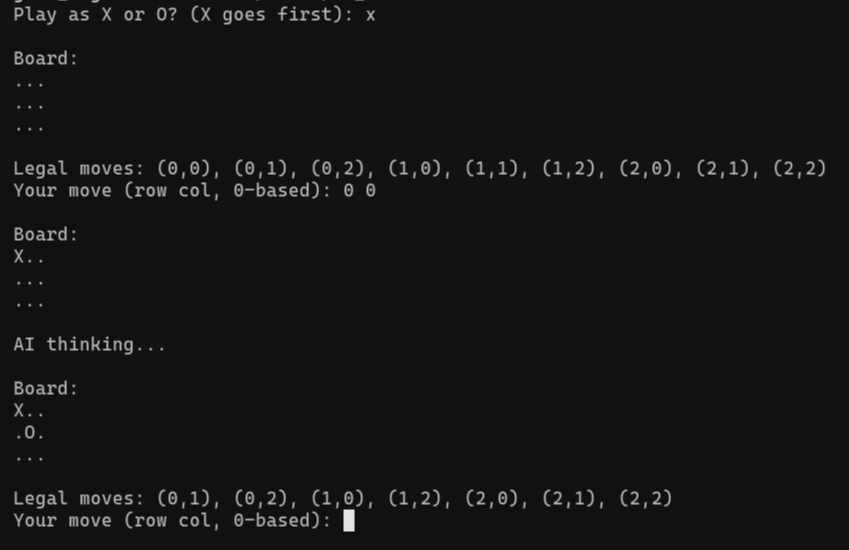 Play as X or O? (X goes first): x
Board:
...
...
...
Legal moves: (0,0), (0,1), (0,2), (1,0), (1,1), (1,2), (2,0), (2,1), (2,2)
Your move (row col, 0-based): 0 0
Board:
X..
...
...
AI thinking...
Board:
X..
.O.
...
Legal moves: (0,1), (0,2), (1,0), (1,2), (2,0), (2,1), (2,2)
Your move (row col, 0-based):